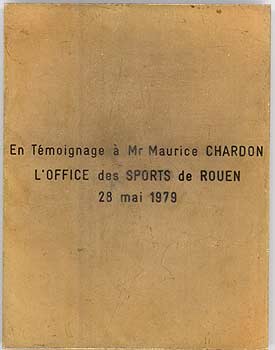 En Témoignage à Mr Maurice CHARDON
L'OFFICE des SPORTS de ROUEN
28 mai 1979